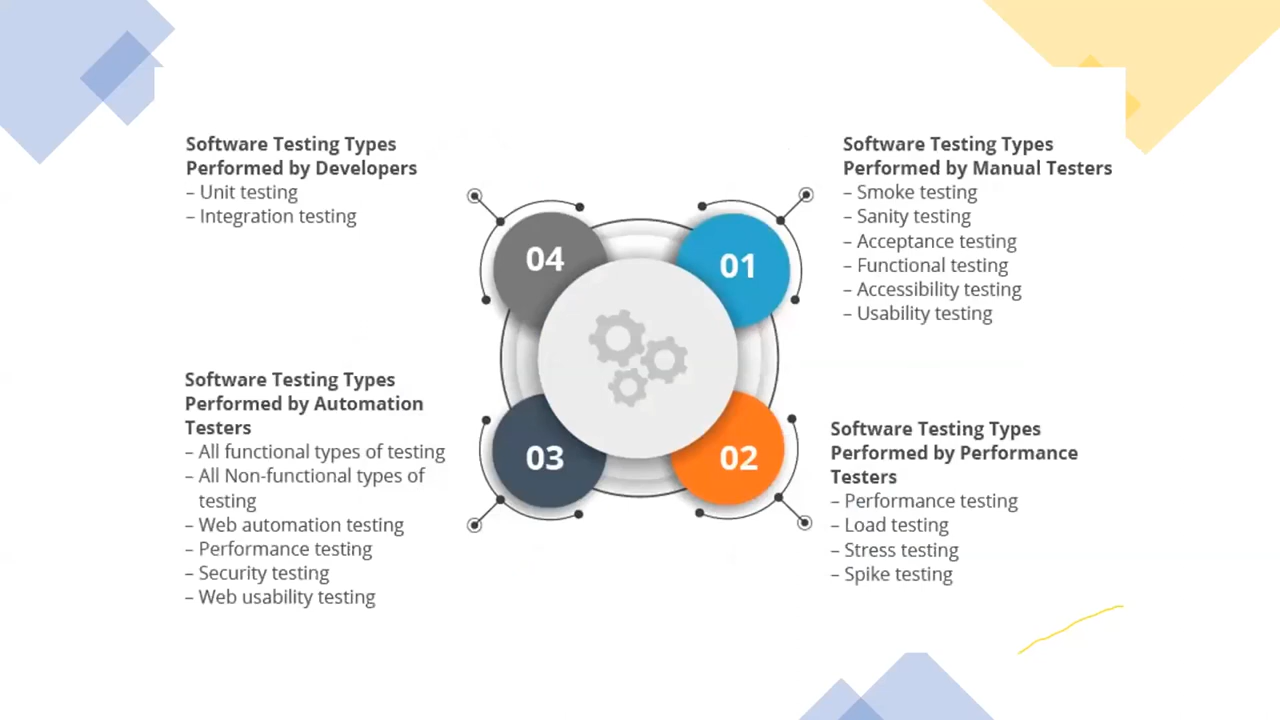 Software Testing Types
Performed by Developers
– Unit testing
– Integration testing
04
01
Software Testing Types
Performed by Manual Testers
– Smoke testing
– Sanity testing
– Acceptance testing
– Functional testing
– Accessibility testing
– Usability testing
Software Testing Types
Performed by Automation
Testers
– All functional types of testing
– All Non-functional types of
testing
– Web automation testing
– Performance testing
– Security testing
– Web usability testing
03
02
Software Testing Types
Performed by Performance
Testers
– Performance testing
– Load testing
– Stress testing
– Spike testing